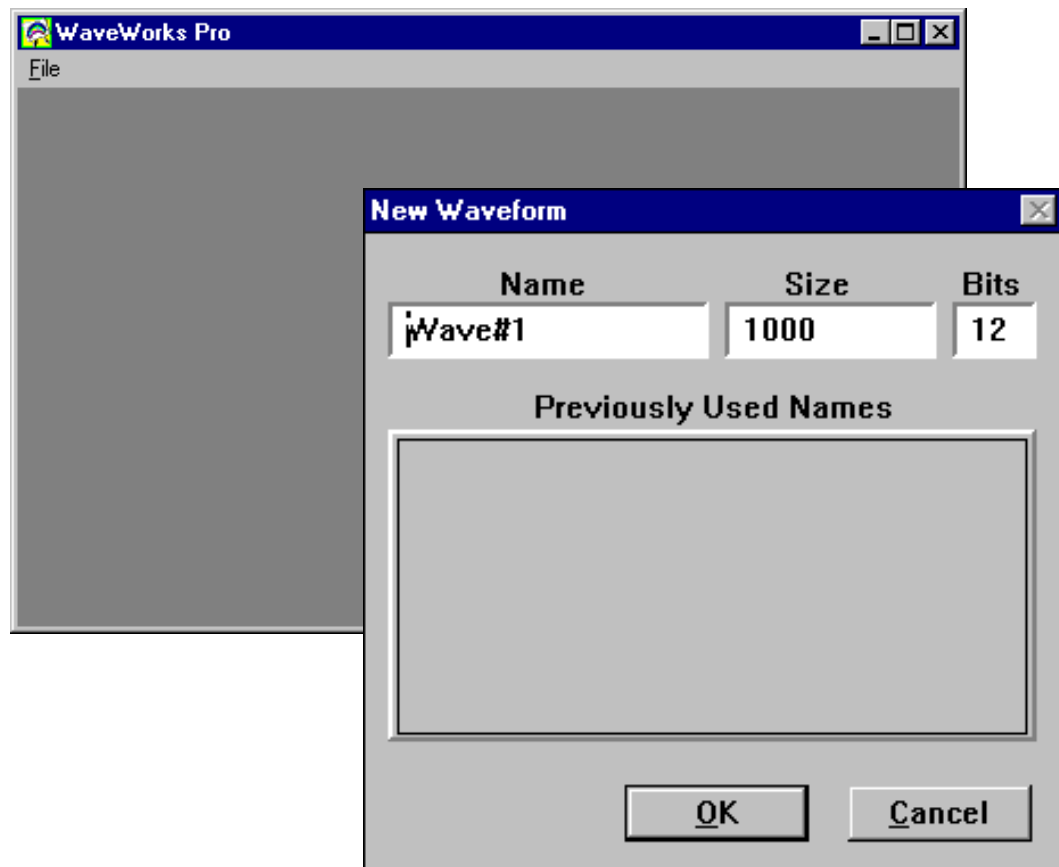 WaveWorks Pro
File
New Waveform
Name Size Bits
Wave#1 1000 12
Previously Used Names
OK Cancel